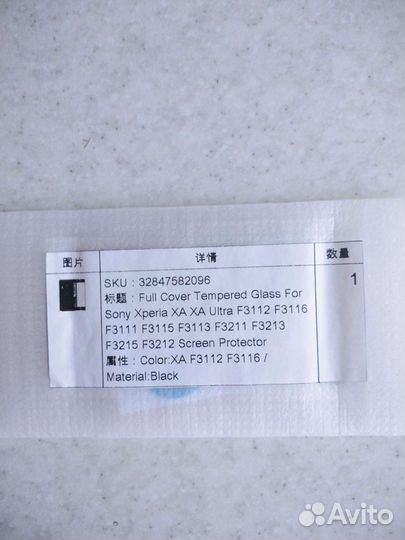 图片 详情 数量
SKU : 32847582096 1
标题 : Full Cover Tempered Glass For
Sony Xperia XA XA Ultra F3112 F3116
F3111 F3115 F3113 F3211 F3213
F3215 F3212 Screen Protector
属性 : Color:XA F3112 F3116 /
Material:Black
Avito